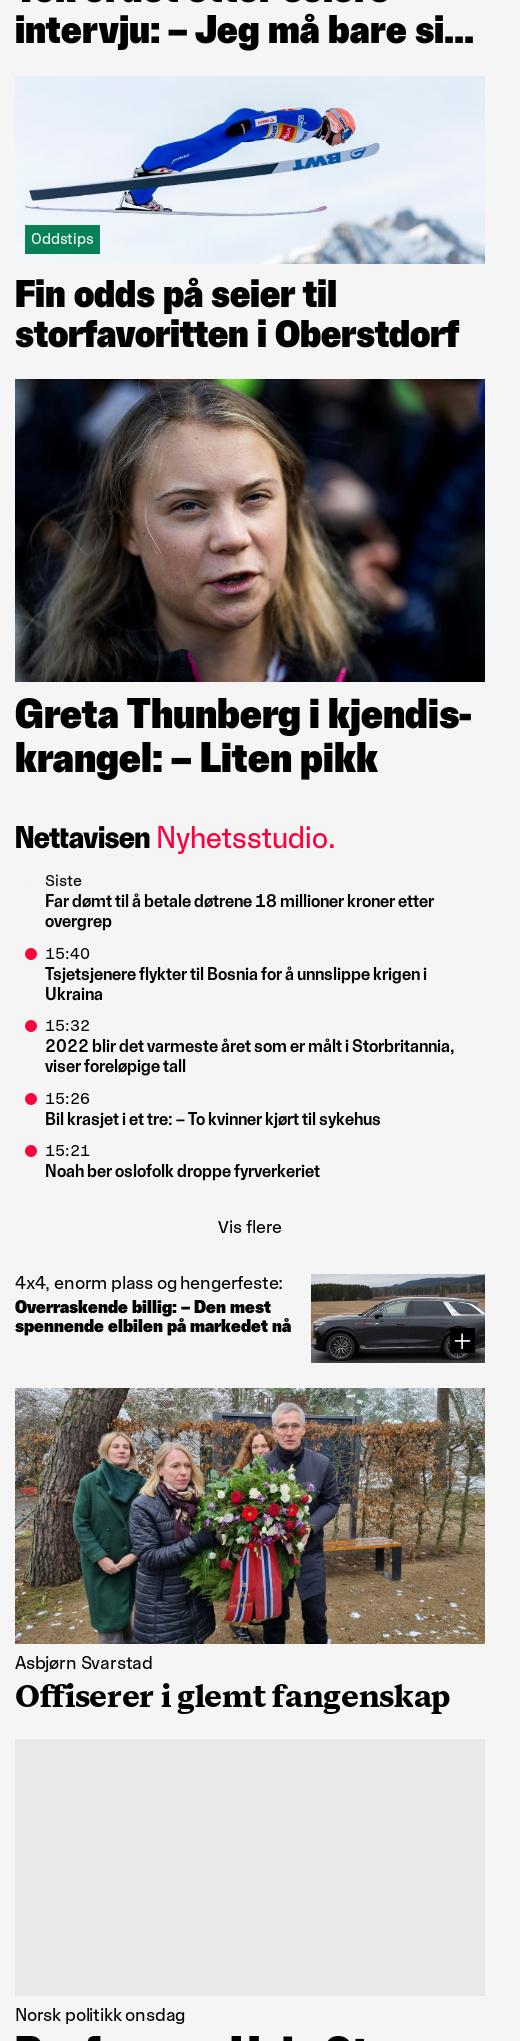 intervju: – Jeg må bare si...
BWT
Oddstips
Fin odds på seier til
storfavoritten i Oberstdorf
Greta Thunberg i kjendis-
krangel: – Liten pikk
Nettavisen Nyhetsstudio.
Siste
Far dømt til å betale døtrene 18 millioner kroner etter
overgrep
15:40
Tsjetsjenere flykter til Bosnia for å unnslippe krigen i
Ukraina
15:32
2022 blir det varmeste året som er målt i Storbritannia,
viser foreløpige tall
15:26
Bil krasjet i et tre: – To kvinner kjørt til sykehus
15:21
Noah ber oslofolk droppe fyrverkeriet
Vis flere
4x4, enorm plass og hengerfeste:
Overraskende billig: – Den mest
spennende elbilen på markedet nå
Asbjørn Svarstad
Offiserer i glemt fangenskap
Norsk politikk onsdag